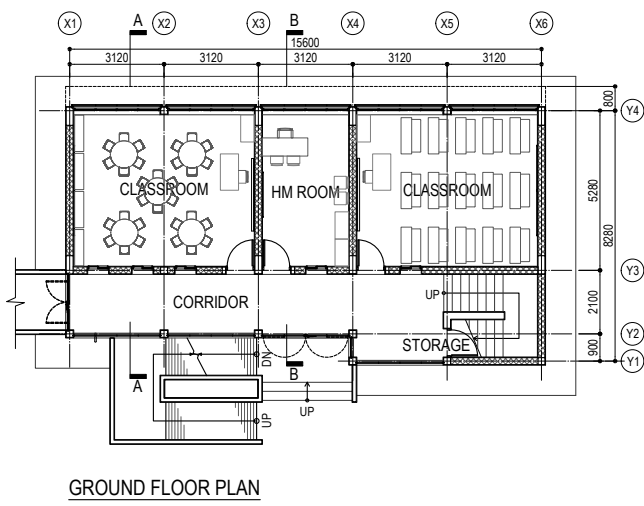 X1 X2 X3 X4 X5 X6
A B
15600
3120 3120 3120 3120 3120
800
Y4
CLASSROOM HM ROOM CLASSROOM
5280
8280
Y3
UP
CORRIDOR
2100
STORAGE
Y2
900
Y1
DN
A B
UP
UP
GROUND FLOOR PLAN